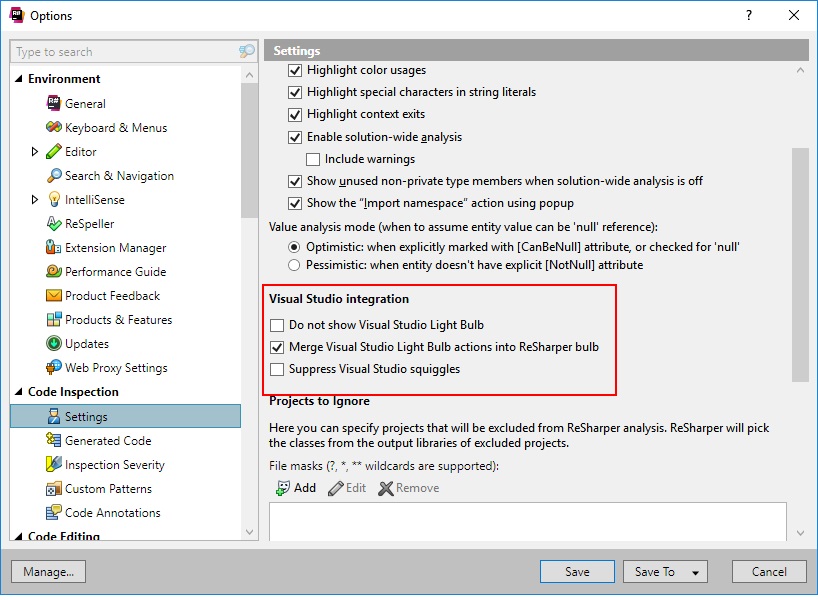 Options
?
Type to search
Environment
General
Keyboard & Menus
Editor
Search & Navigation
IntelliSense
ReSpeller
Extension Manager
Performance Guide
Product Feedback
Products & Features
Updates
Web Proxy Settings
Code Inspection
Settings
Generated Code
Inspection Severity
Custom Patterns
Code Annotations
Code Editing
Settings
Highlight color usages
Highlight special characters in string literals
Highlight context exits
Enable solution-wide analysis
Include warnings
Show unused non-private type members when solution-wide analysis is off
Show the “Import namespace” action using popup
Value analysis mode (when to assume entity value can be 'null' reference):
Optimistic: when explicitly marked with [CanBeNull] attribute, or checked for 'null'
Pessimistic: when entity doesn't have explicit [NotNull] attribute
Visual Studio integration
Do not show Visual Studio Light Bulb
Merge Visual Studio Light Bulb actions into ReSharper bulb
Suppress Visual Studio squiggles
Projects to Ignore
Here you can specify projects that will be excluded from ReSharper analysis. ReSharper will pick
the classes from the output libraries of excluded projects.
File masks (?, *, ** wildcards are supported):
Add Edit Remove
Manage... Save Save To Cancel